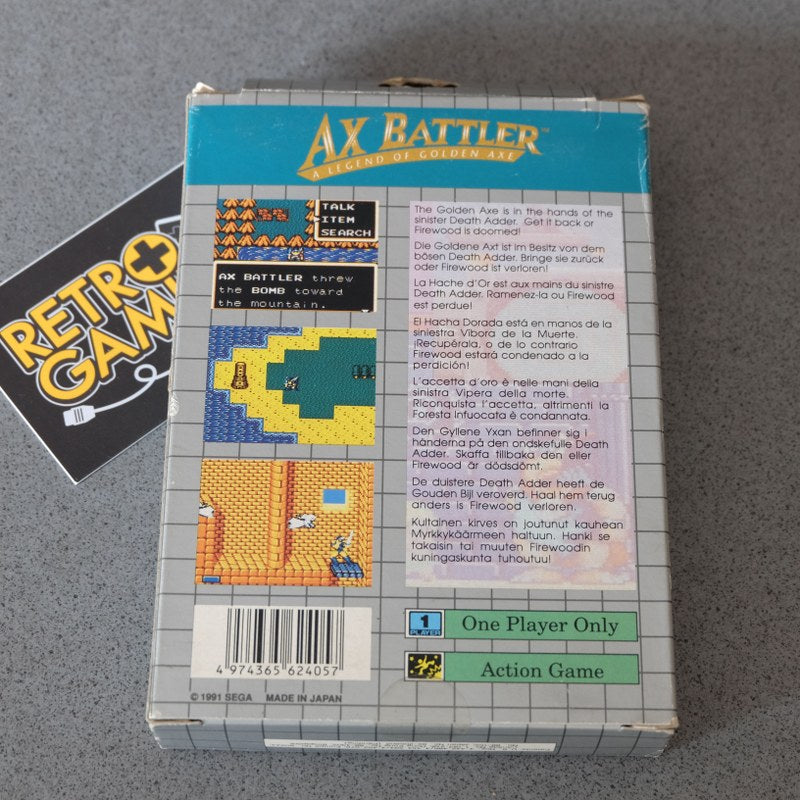 AX BATTLER™
A LEGEND OF GOLDEN AXE
TALK
ITEM
SEARCH
AX BATTLER threw
the BOMB toward
the mountain.
The Golden Axe is in the hands of the
sinister Death Adder. Get it back or
Firewood is doomed!
Die Goldene Axt ist im Besitz von dem
bösen Death Adder. Bringe sie zurück
oder Firewood ist verloren!
La Hache d'Or est aux mains du sinistre
Death Adder. Ramenez-la ou Firewood
est perdue!
El Hacha Dorada está en manos de la
siniestra Víbora de la Muerte.
¡Recupérala, o de lo contrario
Firewood estará condenado a la
perdición!
L'accetta d'oro è nelle mani della
sinistra Vipera della morte.
Riconquista l'accetta, altrimenti la
Foresta Infuocata è condannata.
Den Gyllene Yxan befinner sig i
händerna på den ondskefulle Death
Adder. Skaffa tillbaka den eller
Firewood är dödsdömt.
De duistere Death Adder heeft de
Gouden Bijl veroverd. Haal hem terug
anders is Firewood verloren.
Kultainen kirves on joutunut kauhean
Myrkkykäärmeen haltuun. Hanki se
takaisin tai muuten Firewoodin
kuningaskunta tuhoutuu!
1
PLAYER
One Player Only
Action Game
4 974365 624057
© 1991 SEGA MADE IN JAPAN
RETRO
GAM